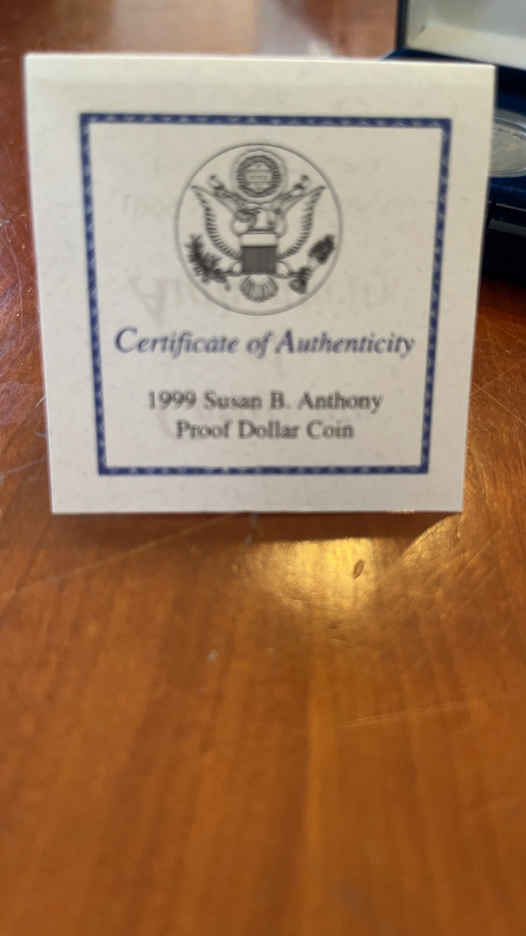 Certificate of Authenticity
1999 Susan B. Anthony
Proof Dollar Coin